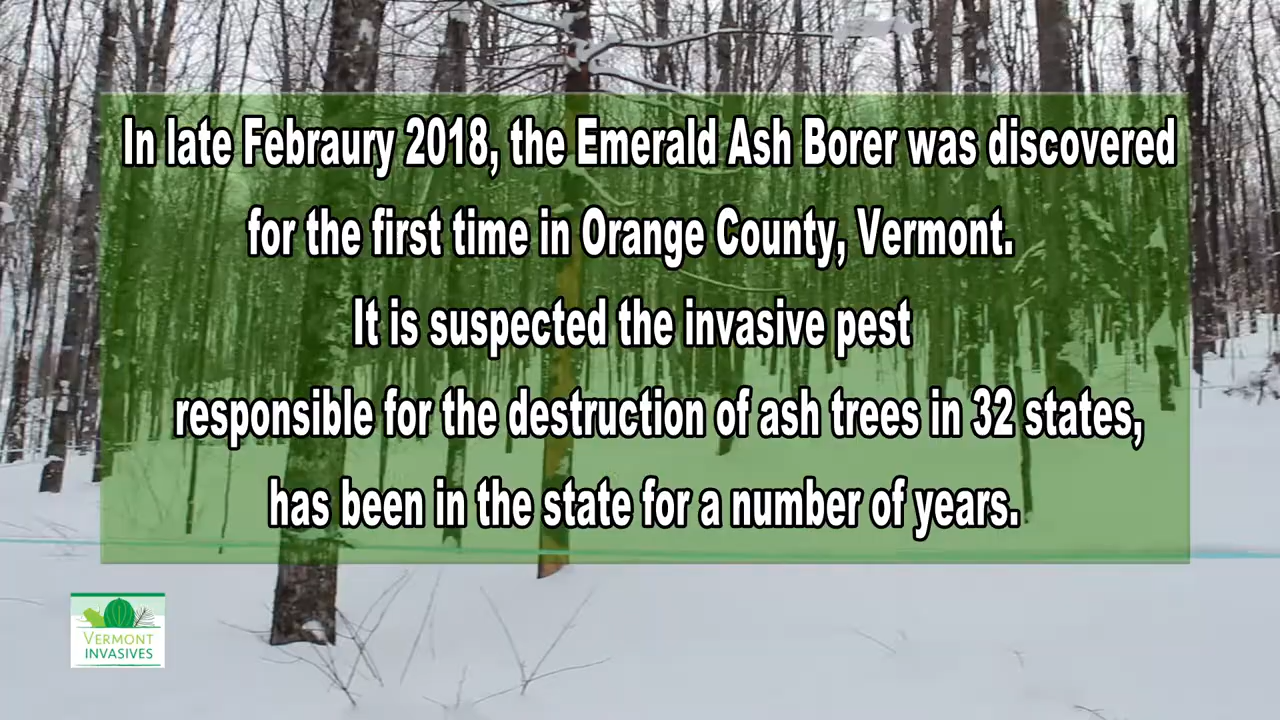 In late Febraury 2018, the Emerald Ash Borer was discovered
for the first time in Orange County, Vermont.
It is suspected the invasive pest
responsible for the destruction of ash trees in 32 states,
has been in the state for a number of years.
VERMONT
INVASIVES